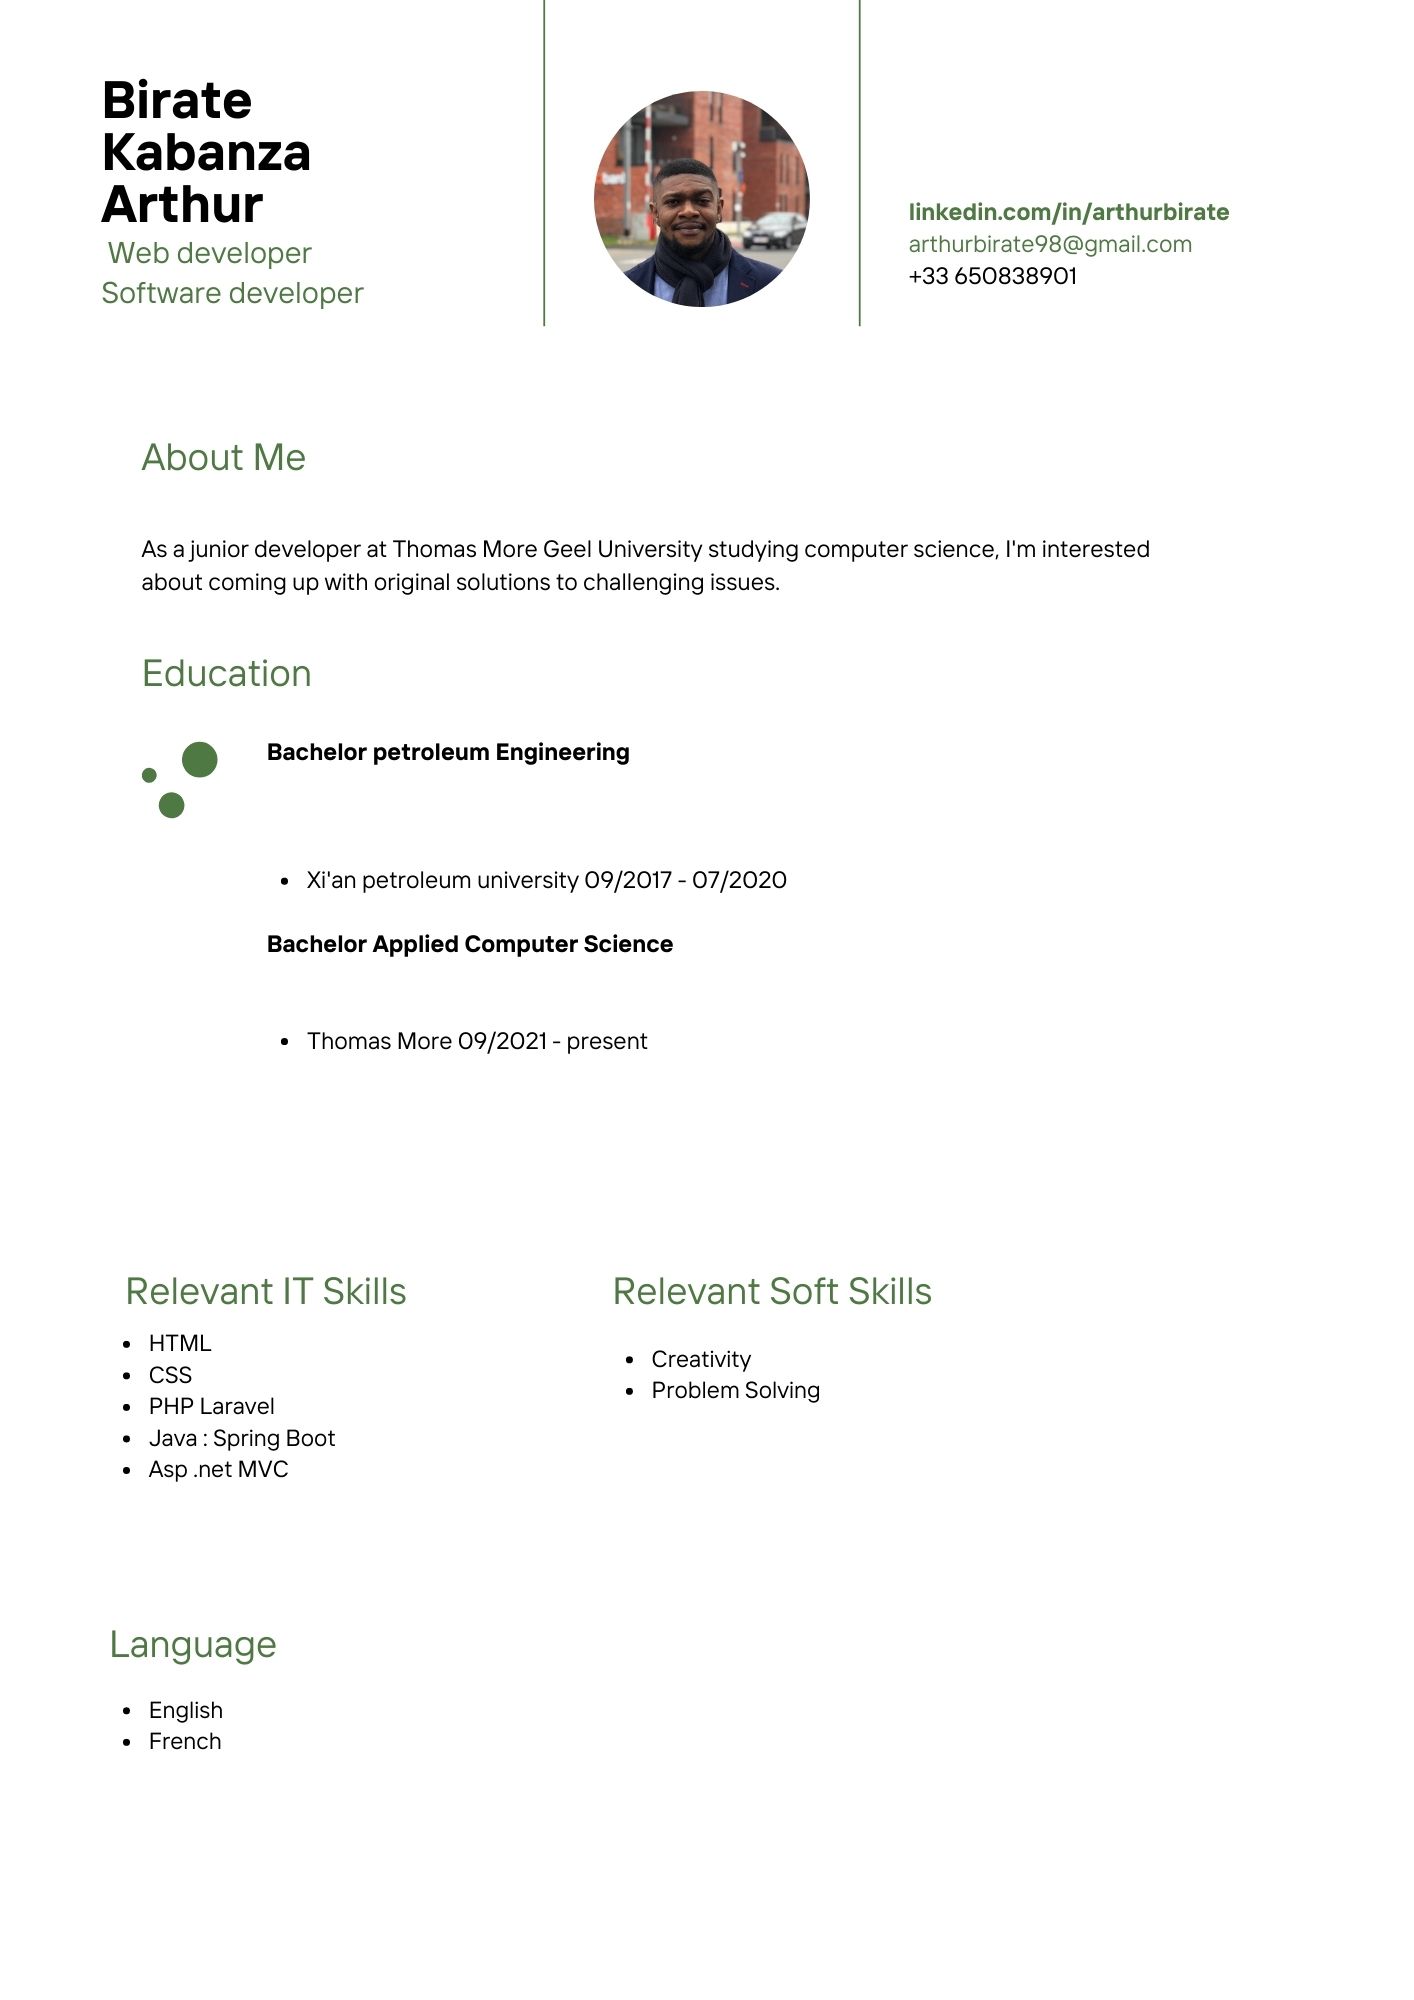 Birate
Kabanza
Arthur
Web developer
Software developer
linkedin.com/in/arthurbirate
arthurbirate98@gmail.com
+33 650838901
About Me
As a junior developer at Thomas More Geel University studying computer science, I'm interested
about coming up with original solutions to challenging issues.
Education
Bachelor petroleum Engineering
• Xi'an petroleum university 09/2017 - 07/2020
Bachelor Applied Computer Science
• Thomas More 09/2021 - present
Relevant IT Skills
• HTML
• CSS
• PHP Laravel
• Java : Spring Boot
• Asp .net MVC
Relevant Soft Skills
• Creativity
• Problem Solving
Language
• English
• French